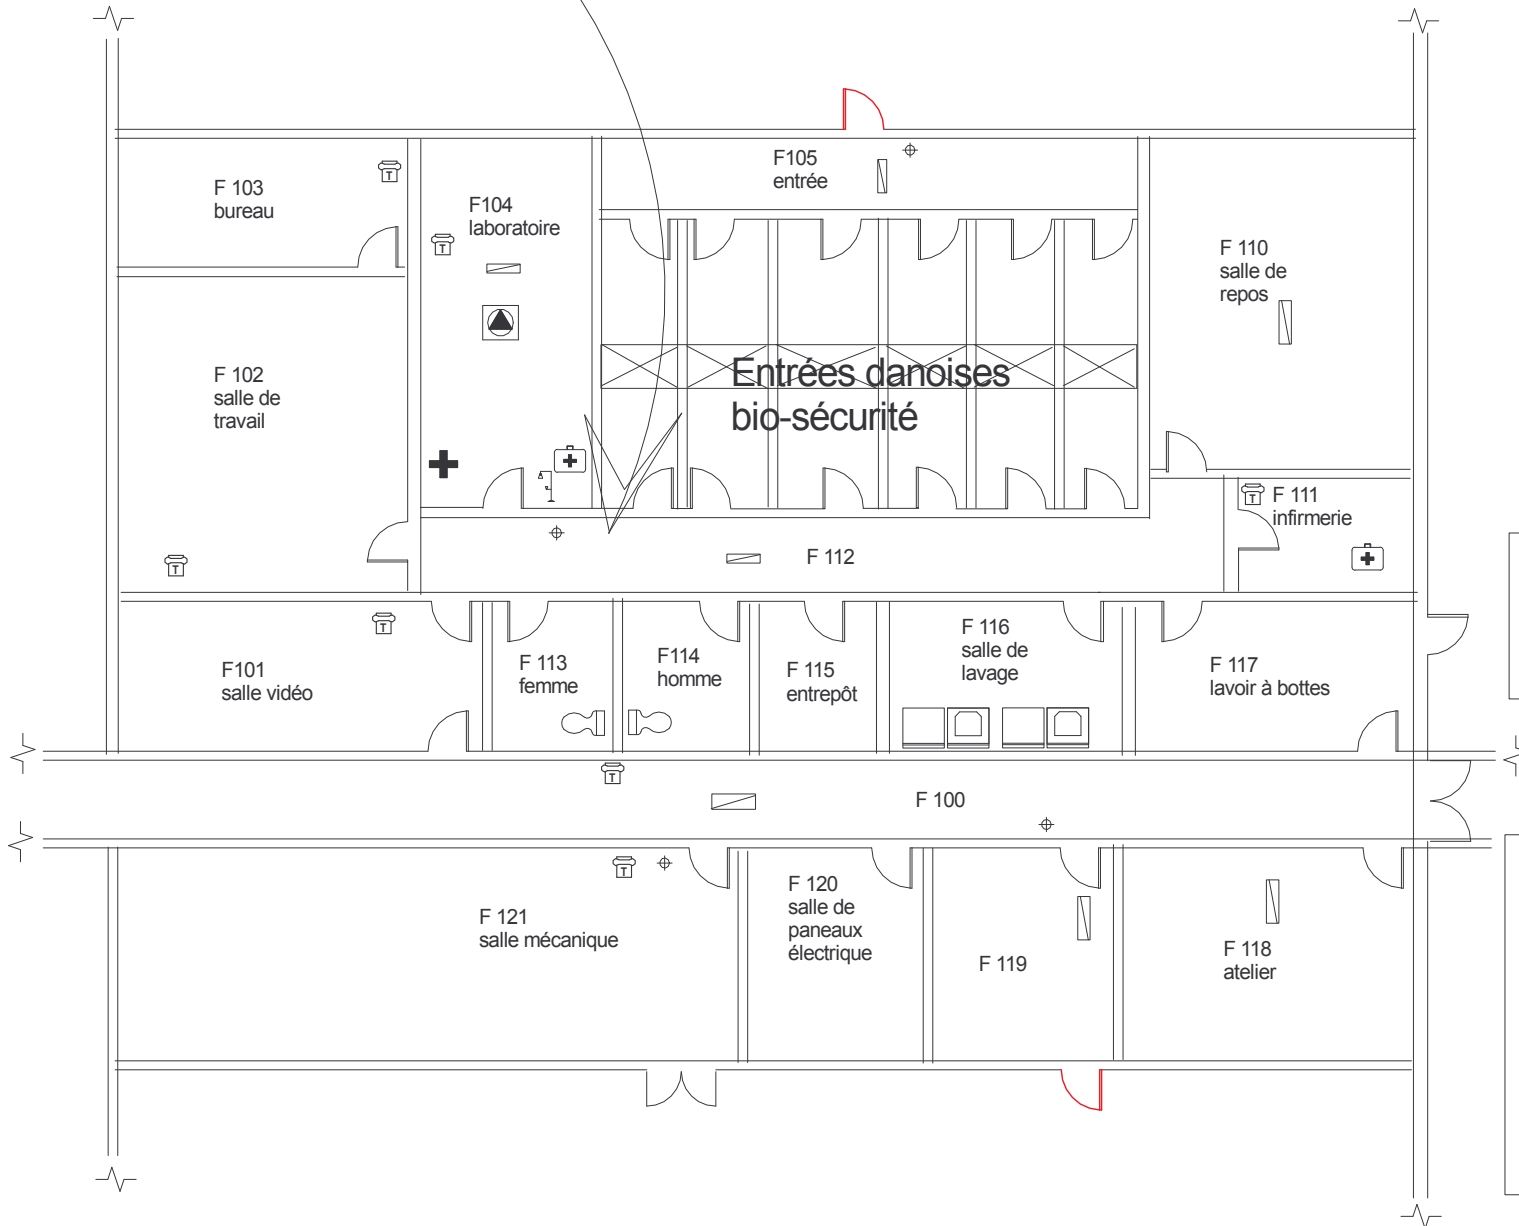 F 103
bureau
F104
laboratoire
F105
entrée
F 110
salle de
repos
F 102
salle de
travail
Entrées danoises
bio-sécurité
F 111
infirmerie
F 112
F101
salle vidéo
F 113
femme
F114
homme
F 115
entrepôt
F 116
salle de
lavage
F 117
lavoir à bottes
F 100
F 121
salle mécanique
F 120
salle de
paneaux
électrique
F 119
F 118
atelier
T
T
T
T
T
T
T